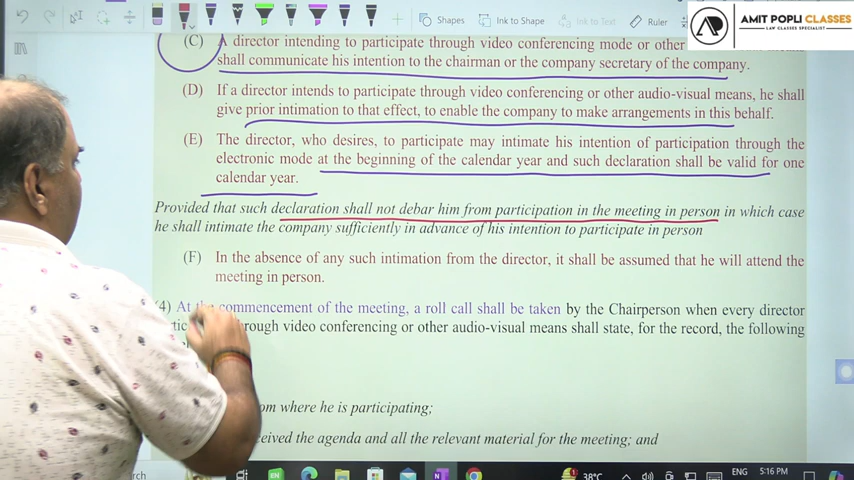 Shapes
Ink to Shape
Ink to Text
Ruler
AMIT POPLI CLASSES
LAW CLASSES SPECIALIST
(C) A director intending to participate through video conferencing mode or other
shall communicate his intention to the chairman or the company secretary of the company.
(D) If a director intends to participate through video conferencing or other audio-visual means, he shall
give prior intimation to that effect, to enable the company to make arrangements in this behalf.
(E) The director, who desires, to participate may intimate his intention of participation through the
electronic mode at the beginning of the calendar year and such declaration shall be valid for one
calendar year.
Provided that such declaration shall not debar him from participation in the meeting in person in which case
he shall intimate the company sufficiently in advance of his intention to participate in person
(F) In the absence of any such intimation from the director, it shall be assumed that he will attend the
meeting in person.
(4) At the commencement of the meeting, a roll call shall be taken by the Chairperson when every director
through video conferencing or other audio-visual means shall state, for the record, the following
where he is participating;
the agenda and all the relevant material for the meeting; and
38°C
ENG
5:16 PM